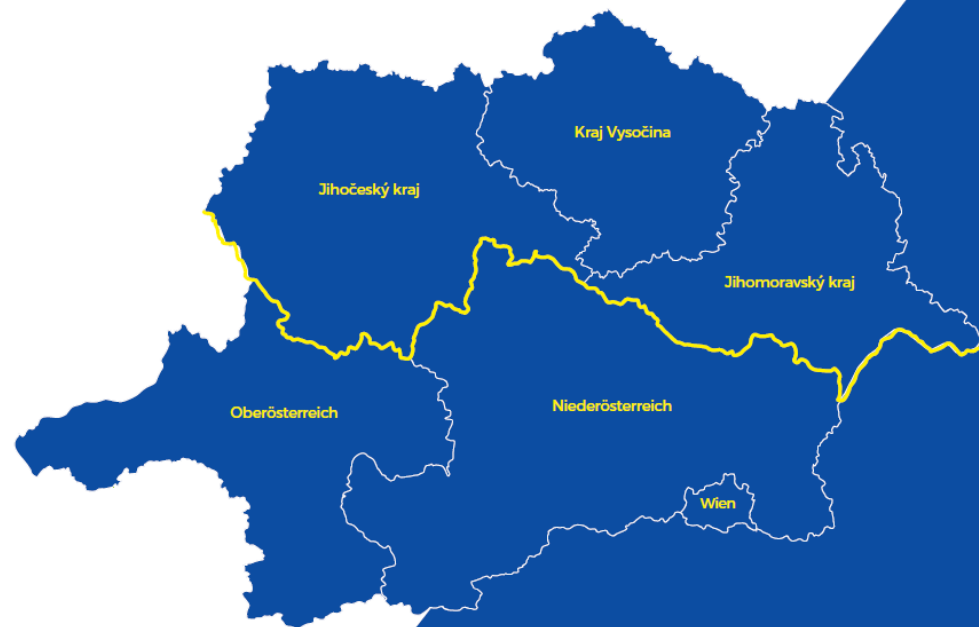 Kraj Vysočina
Jihočeský kraj
Jihomoravský kraj
Oberösterreich
Niederösterreich
Wien